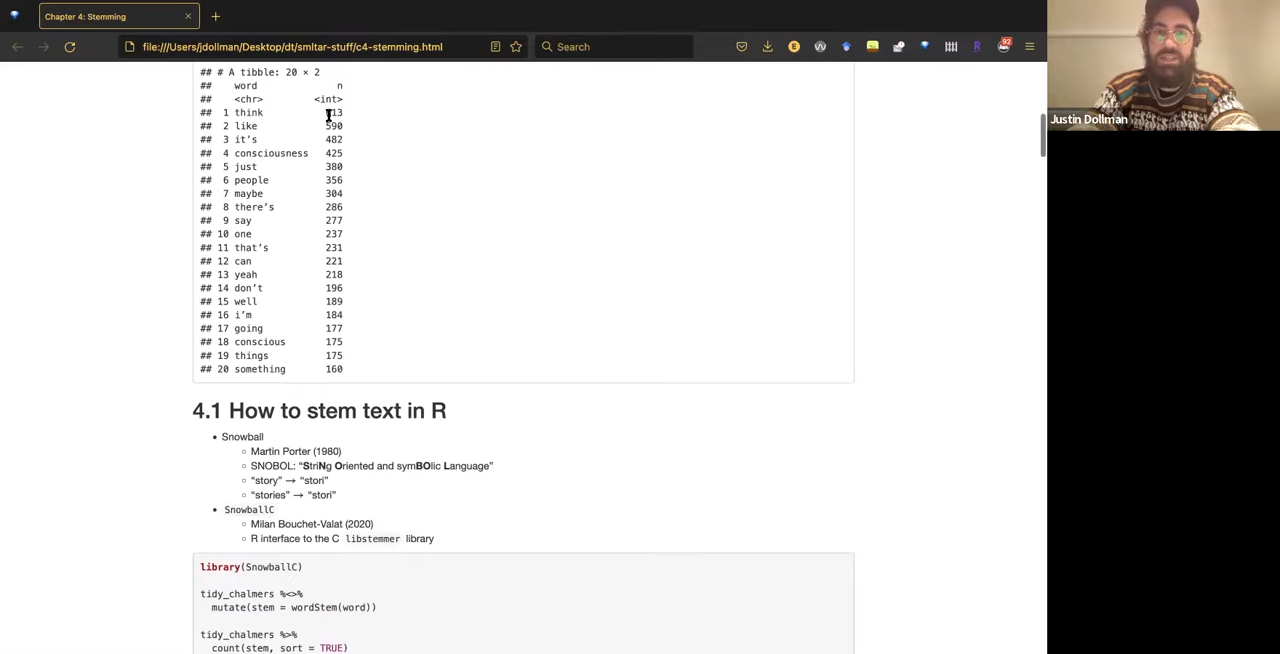 Chapter 4: Stemming
file:///Users/jdollman/Desktop/dt/smltar-stuff/c4-stemming.html
Search
92
Justin Dollman
## # A tibble: 20 × 2
##    word              n
##    <chr>         <int>
##  1 think
##  2 like            590
##  3 it’s            482
##  4 consciousness   425
##  5 just            380
##  6 people          356
##  7 maybe           304
##  8 there’s         286
##  9 say             277
## 10 one             237
## 11 that’s          231
## 12 can             221
## 13 yeah            218
## 14 don’t           196
## 15 well            189
## 16 i’m             184
## 17 going           177
## 18 conscious       175
## 19 things          175
## 20 something       160
4.1 How to stem text in R
• Snowball
◦ Martin Porter (1980)
◦ SNOBOL: “StriNg Oriented and symBOlic Language”
◦ “story” → “stori”
◦ “stories” → “stori”
• SnowballC
◦ Milan Bouchet-Valat (2020)
◦ R interface to the C libstemmer library
library(SnowballC)
tidy_chalmers %<>%
  mutate(stem = wordStem(word))
tidy_chalmers %>%
  count(stem, sort = TRUE)